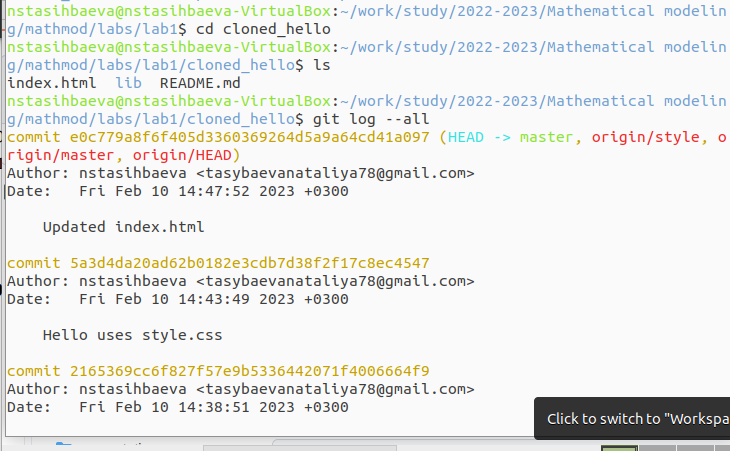 nstasihbaeva@nstasihbaeva-VirtualBox:~/work/study/2022-2023/Mathematical modelin
g/mathmod/labs/lab1$ cd cloned_hello
nstasihbaeva@nstasihbaeva-VirtualBox:~/work/study/2022-2023/Mathematical modelin
g/mathmod/labs/lab1/cloned_hello$ ls
index.html  lib  README.md
nstasihbaeva@nstasihbaeva-VirtualBox:~/work/study/2022-2023/Mathematical modelin
g/mathmod/labs/lab1/cloned_hello$ git log --all
commit e0c779a8f6f405d3360369264d5a9a64cd41a097 (HEAD -> master, origin/style, o
rigin/master, origin/HEAD)
Author: nstasihbaeva <tasybaevanataliya78@gmail.com>
Date:   Fri Feb 10 14:47:52 2023 +0300
Updated index.html
commit 5a3d4da20ad62b0182e3cdb7d38f2f17c8ec4547
Author: nstasihbaeva <tasybaevanataliya78@gmail.com>
Date:   Fri Feb 10 14:43:49 2023 +0300
Hello uses style.css
commit 2165369cc6f827f57e9b5336442071f4006664f9
Author: nstasihbaeva <tasybaevanataliya78@gmail.com>
Date:   Fri Feb 10 14:38:51 2023 +0300
Click to switch to "Workspa